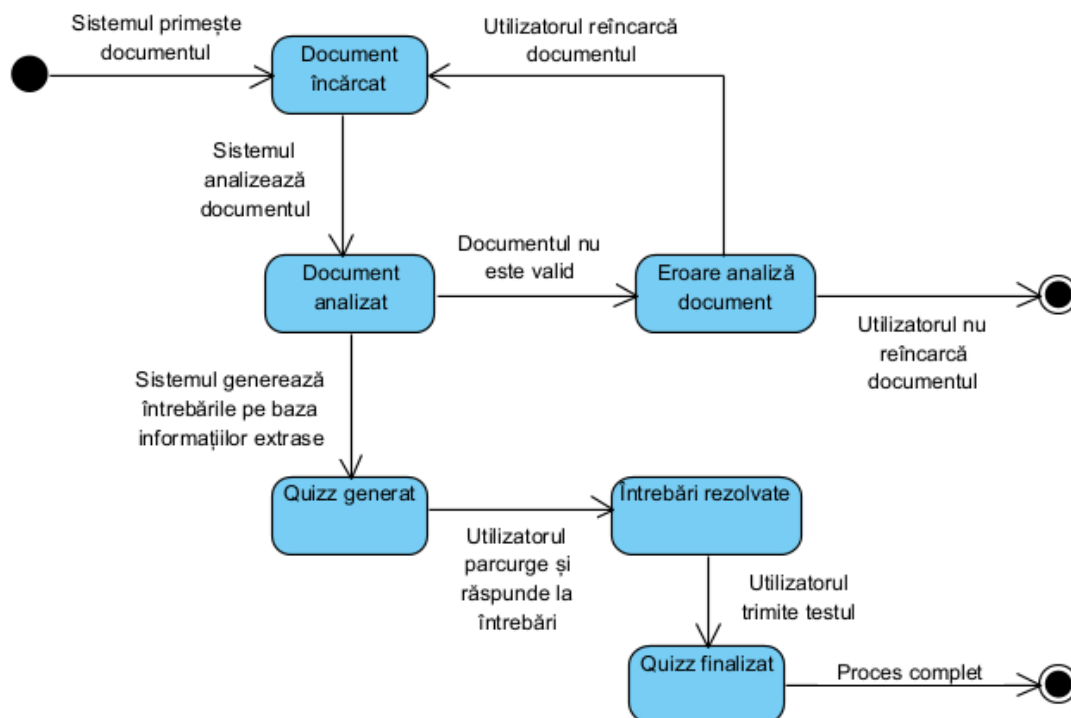 Sistemul primește
documentul
Document
încărcat
Utilizatorul reîncarcă
documentul
Sistemul
analizează
documentul
Document
analizat
Documentul nu
este valid
Eroare analiză
document
Utilizatorul nu
reîncarcă
documentul
Sistemul generează
întrebările pe baza
informațiilor extrase
Quizz generat
Utilizatorul
parcurge și
răspunde la
întrebări
Întrebări rezolvate
Utilizatorul
trimite testul
Quizz finalizat
Proces complet